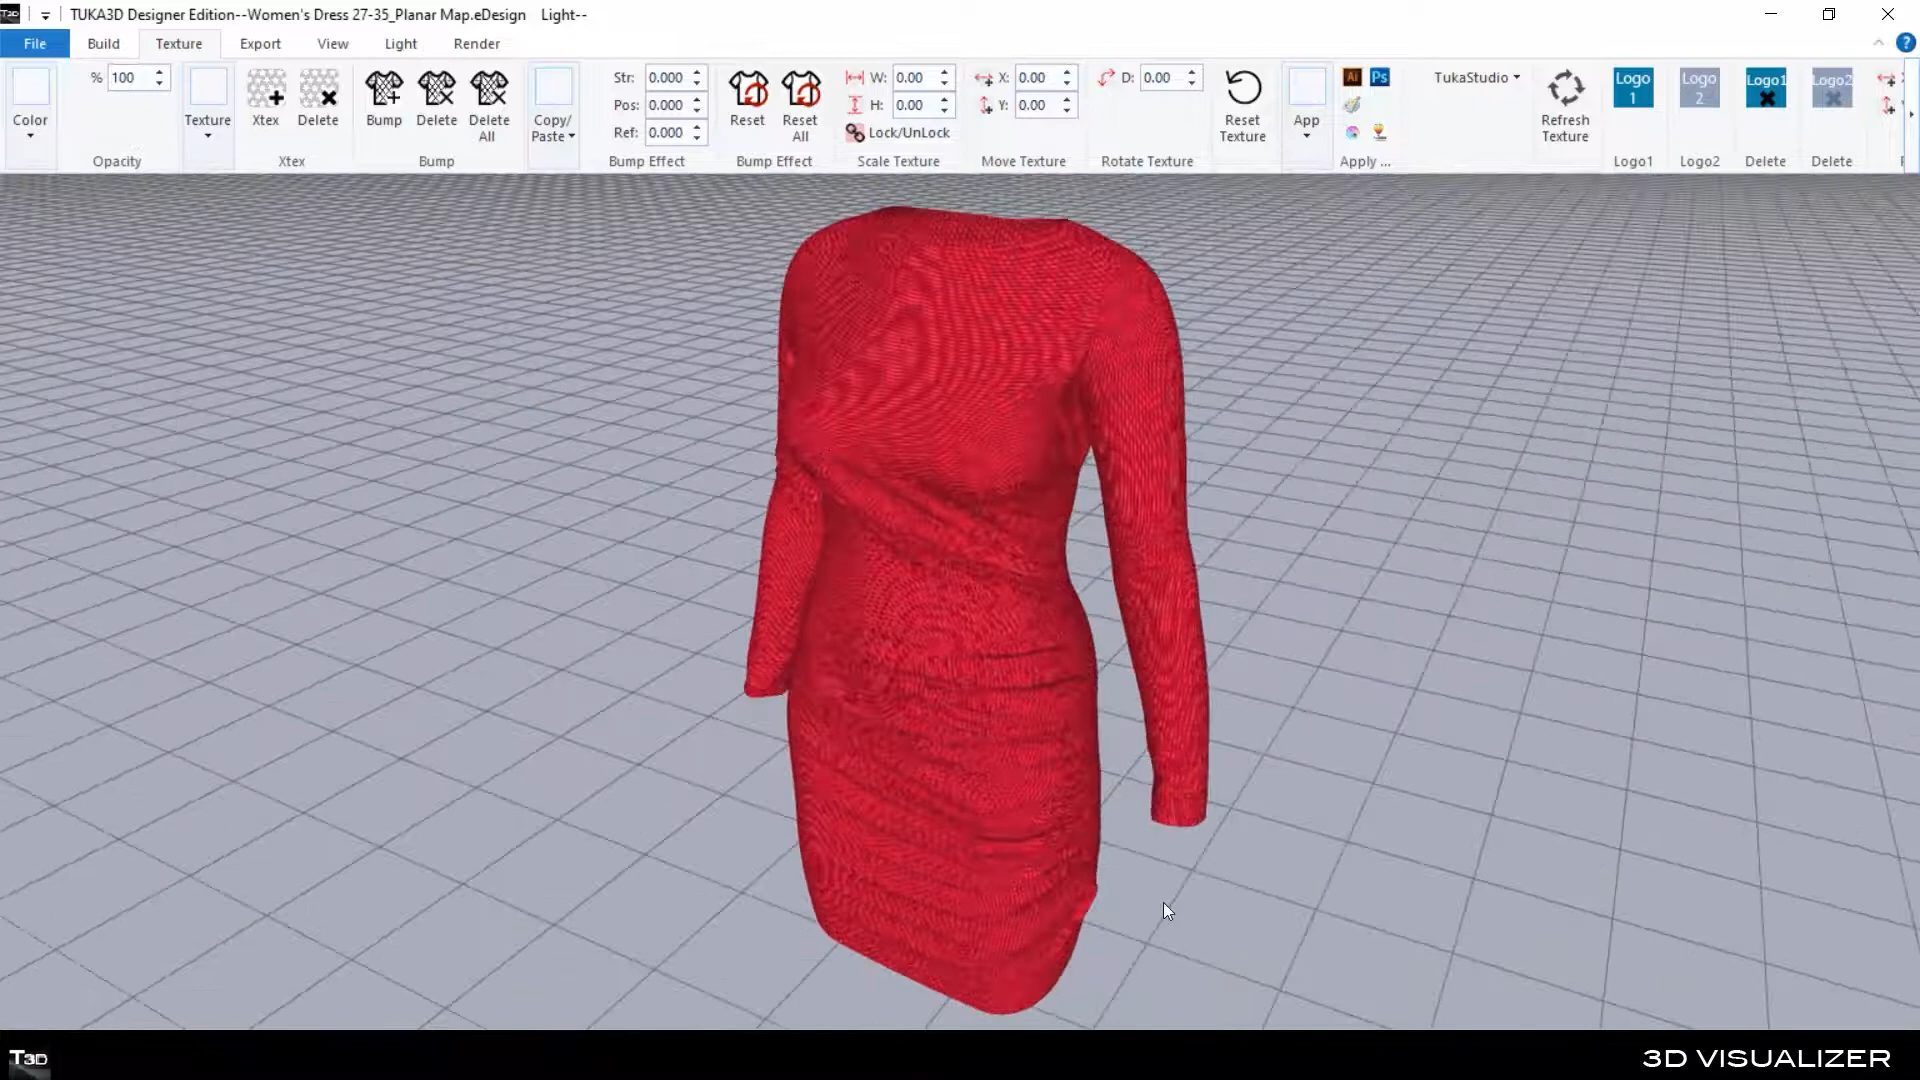 T3D TUKA3D Designer Edition--Women's Dress 27-35_Planar Map.eDesign Light--
File Build Texture Export View Light Render
Color
% 100
Opacity
Texture
Xtex Delete
Xtex
Bump Delete Delete All
Bump
Copy/ Paste
Str: 0.000
Pos: 0.000
Ref: 0.000
Bump Effect
Reset Reset All
Bump Effect
W: 0.00
H: 0.00
Lock/UnLock
Scale Texture
X: 0.00
Y: 0.00
Move Texture
D: 0.00
Rotate Texture
Reset Texture
App
Ai Ps
Apply ...
TukaStudio
Refresh Texture
Logo 1
Logo1
Logo 2
Logo2
Logo1
Delete
Logo2
Delete
T3D
3D VISUALIZER